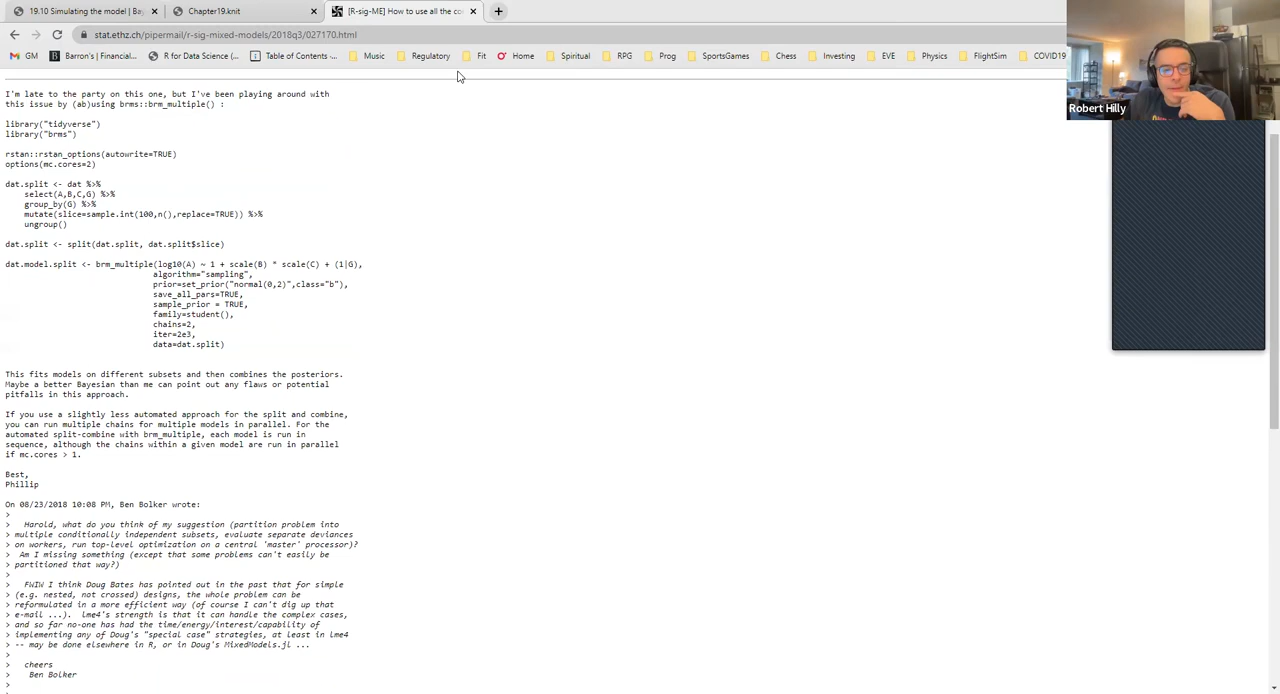 19.10 Simulating the model | Bay
Chapter19.knit
[R-sig-ME] How to use all the co
stat.ethz.ch/pipermail/r-sig-mixed-models/2018q3/027170.html
GM
Barron's | Financial...
R for Data Science (...
Table of Contents -...
Music
Regulatory
Fit
Home
Spiritual
RPG
Prog
SportsGames
Chess
Investing
EVE
Physics
FlightSim
COVID19
Robert Hilly
I'm late to the party on this one, but I've been playing around with
this issue by (ab)using brms::brm_multiple() :
library("tidyverse")
library("brms")
rstan::rstan_options(autowrite=TRUE)
options(mc.cores=2)
dat.split <- dat %>%
select(A,B,C,G) %>%
group_by(G) %>%
mutate(slice=sample.int(100,n(),replace=TRUE)) %>%
ungroup()
dat.split <- split(dat.split, dat.split$slice)
dat.model.split <- brm_multiple(log10(A) ~ 1 + scale(B) * scale(C) + (1|G),
algorithm="sampling",
prior=set_prior("normal(0,2)",class="b"),
save_all_pars=TRUE,
sample_prior = TRUE,
family=student(),
chains=2,
iter=2e3,
data=dat.split)
This fits models on different subsets and then combines the posteriors.
Maybe a better Bayesian than me can point out any flaws or potential
pitfalls in this approach.
If you use a slightly less automated approach for the split and combine,
you can run multiple chains for multiple models in parallel. For the
automated split-combine with brm_multiple, each model is run in
sequence, although the chains within a given model are run in parallel
if mc.cores > 1.
Best,
Phillip
On 08/23/2018 10:08 PM, Ben Bolker wrote:
>
> Harold, what do you think of my suggestion (partition problem into
> multiple conditionally independent subsets, evaluate separate deviances
> on workers, run top-level optimization on a central 'master' processor)?
> Am I missing something (except that some problems can't easily be
> partitioned that way?)
>
> FWIW I think Doug Bates has pointed out in the past that for simple
> (e.g. nested, not crossed) designs, the whole problem can be
> reformulated in a more efficient way (of course I can't dig up that
> e-mail ...). lme4's strength is that it can handle the complex cases,
> and so far no-one has had the time/energy/interest/capability of
> implementing any of Doug's "special case" strategies, at least in lme4
> -- may be done elsewhere in R, or in Doug's MixedModels.jl ...
>
> cheers
> Ben Bolker
>